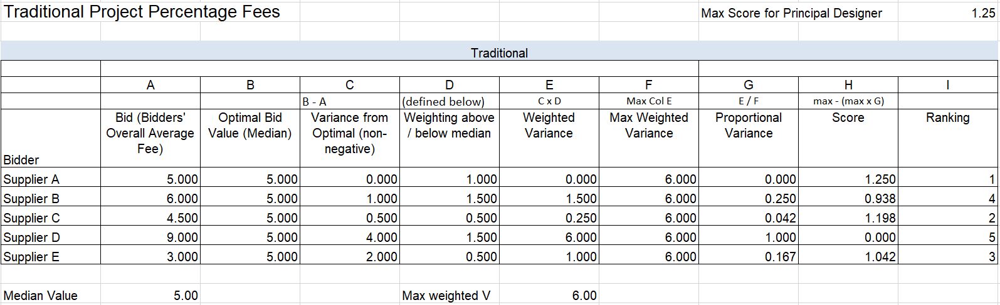 Traditional Project Percentage Fees Max Score for Principal Designer 1.25
Traditional
A B C D E F G H I
B - A (defined below) C x D Max Col E E / F max - (max x G)
Bid (Bidders' Optimal Bid Variance from Weighting above Weighted Max Weighted Proportional Score Ranking
Overall Average Value (Median) Optimal (non- / below median Variance Variance Variance
Fee) negative)
Bidder
Supplier A 5.000 5.000 0.000 1.000 0.000 6.000 0.000 1.250 1
Supplier B 6.000 5.000 1.000 1.500 1.500 6.000 0.250 0.938 4
Supplier C 4.500 5.000 0.500 0.500 0.250 6.000 0.042 1.198 2
Supplier D 9.000 5.000 4.000 1.500 6.000 6.000 1.000 0.000 5
Supplier E 3.000 5.000 2.000 0.500 1.000 6.000 0.167 1.042 3
Median Value 5.00 Max weighted V 6.00